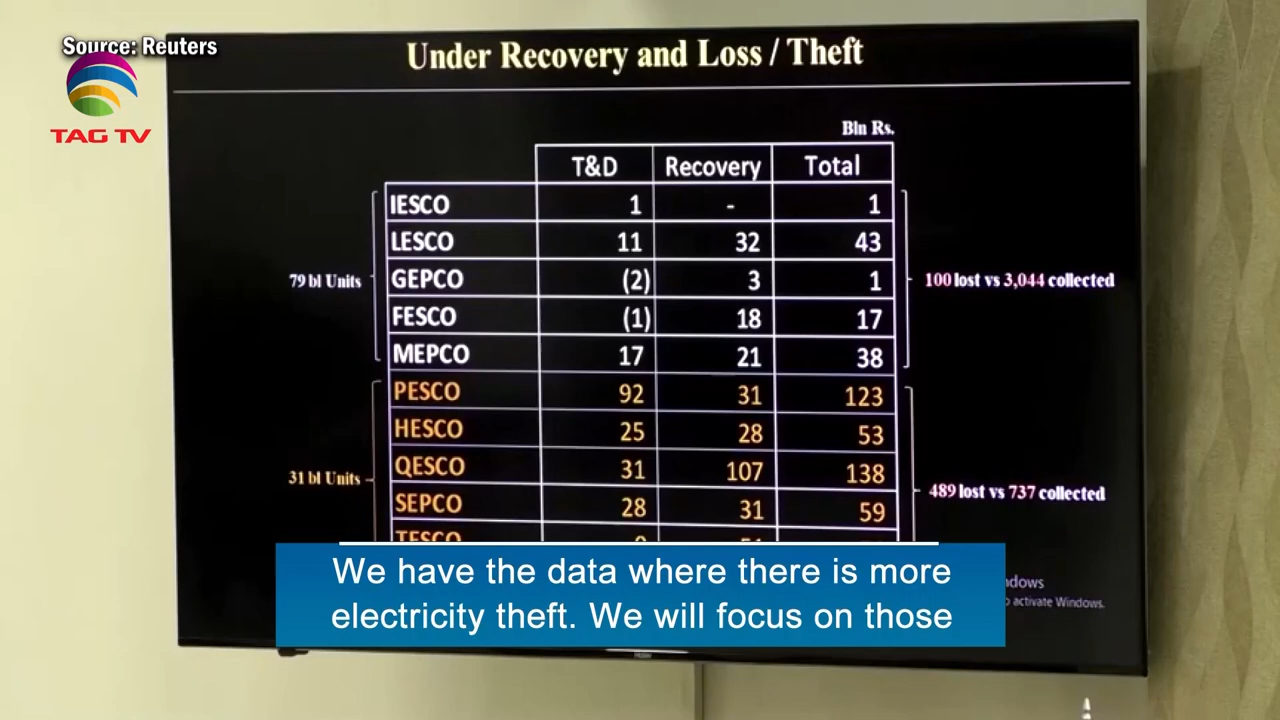 Source: Reuters
TAG TV
Under Recovery and Loss / Theft
Bln Rs.
T&D Recovery Total
IESCO 1 - 1
LESCO 11 32 43
79 bl Units GEPCO (2) 3 1 100 lost vs 3,044 collected
FESCO (1) 18 17
MEPCO 17 21 38
PESCO 92 31 123
HESCO 25 28 53
31 bl Units QESCO 31 107 138 489 lost vs 737 collected
SEPCO 28 31 59
TESCO
We have the data where there is more
electricity theft. We will focus on those
activate Windows.